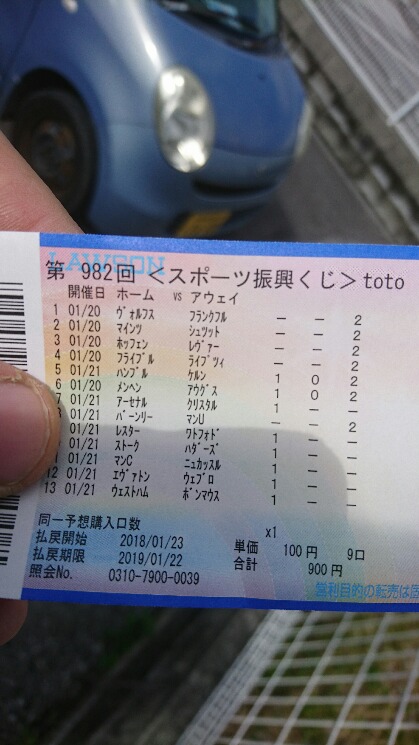 LAWSON
第 982回 <スポーツ振興くじ> toto
開催日 ホーム vs アウェイ
1 01/20 ヴォルフス フランクフル － － 2
2 01/20 マインツ シュツット － － 2
3 01/20 ホッフェン レヴァー － － 2
4 01/20 フライブル ライプツィ － － 2
5 01/21 ハンブル ケルン 1 0 2
6 01/20 メンヘン アウグス 1 0 2
7 01/21 アーセナル クリスタル 1 － －
01/21 バーンリー マンU － － 2
01/21 レスター ワトフォド 1 － －
01/21 ストーク ハダーズ 1 － －
01/21 マンC ニュカッスル 1 － －
12 01/21 エヴァトン ウェブロ 1 － －
13 01/21 ウェストハム ボンマウス 1 － －
同一予想購入口数 x1
払戻開始 2018/01/23 単価 100円 9口
払戻期限 2019/01/22 合計 900円
照会No. 0310-7900-0039
営利目的の転売は固